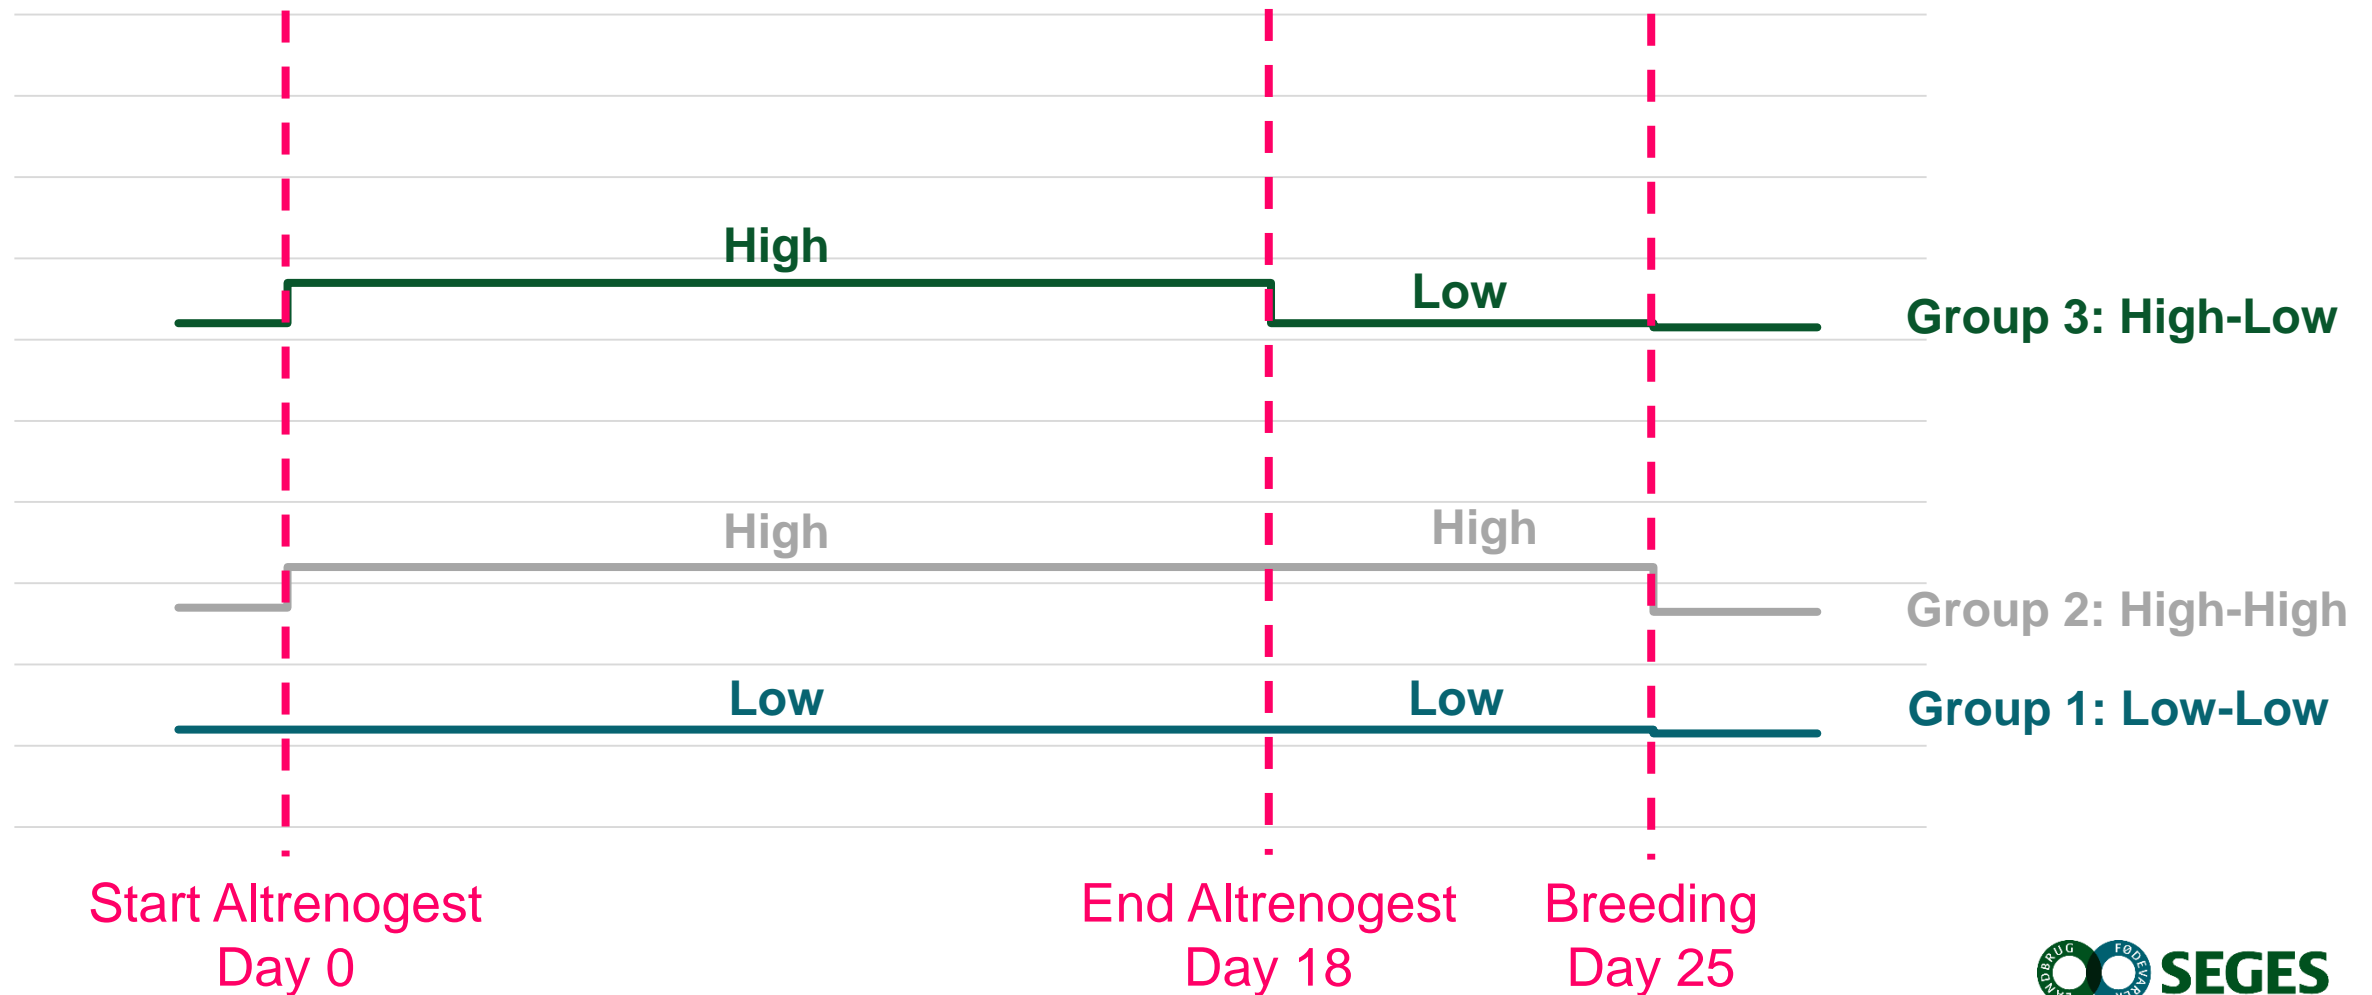 High
Low
Group 3: High-Low
High
High
Group 2: High-High
Low
Low
Group 1: Low-Low
Start Altrenogest
Day 0
End Altrenogest
Day 18
Breeding
Day 25
SEGES